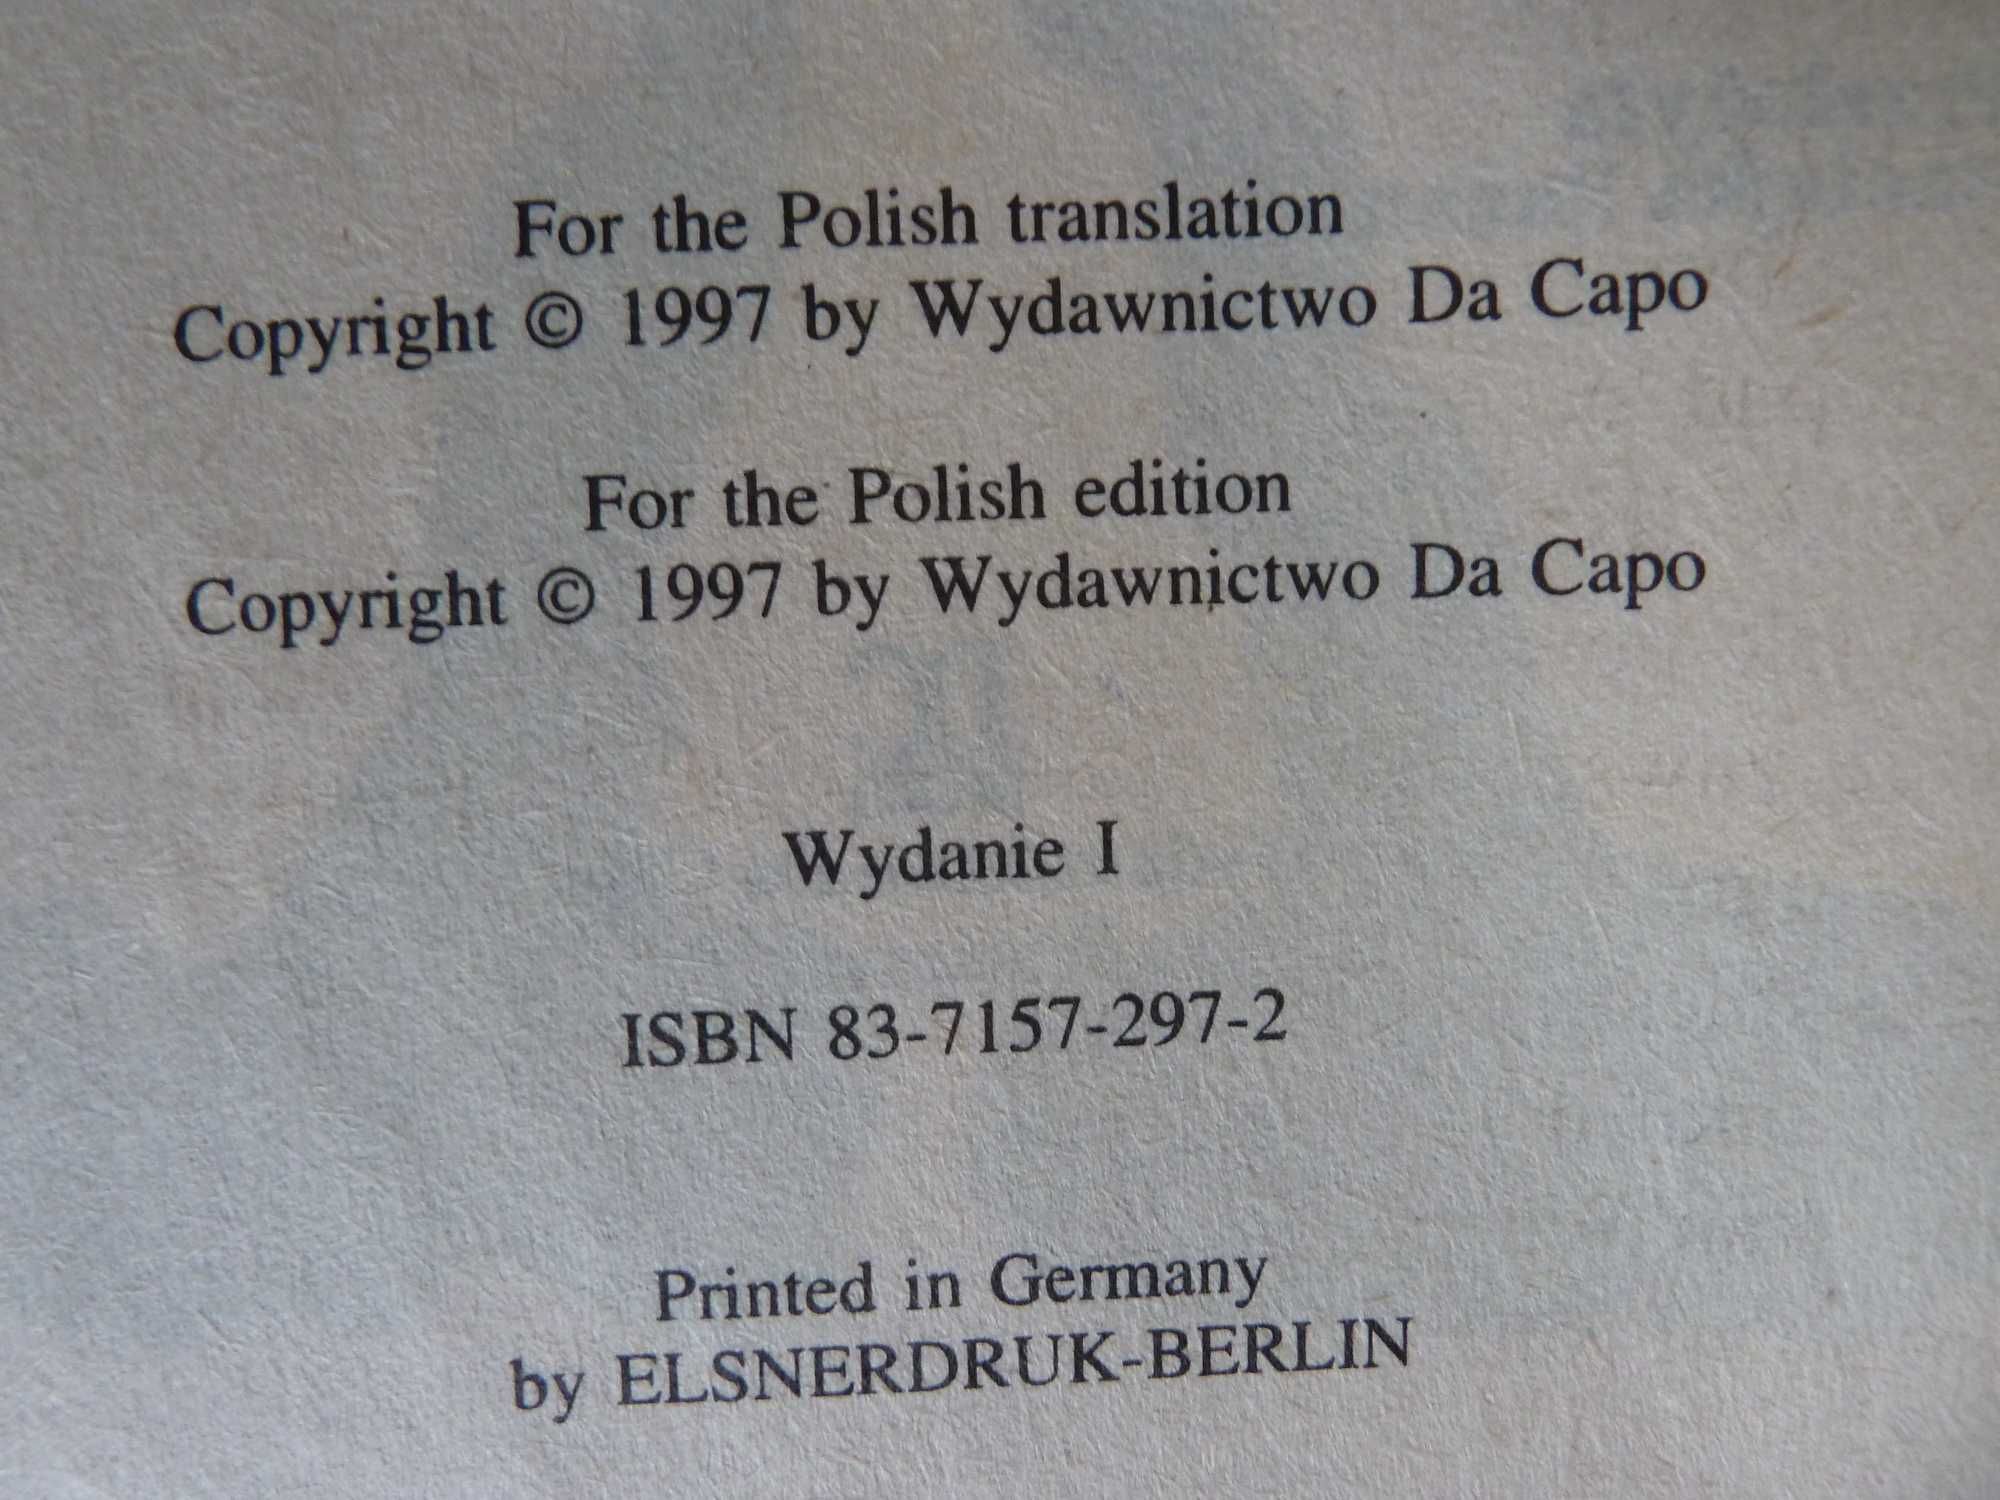 For the Polish translation
Copyright © 1997 by Wydawnictwo Da Capo
For the Polish edition
Copyright © 1997 by Wydawnictwo Da Capo
Wydanie I
ISBN 83-7157-297-2
Printed in Germany
by ELSNERDRUK-BERLIN